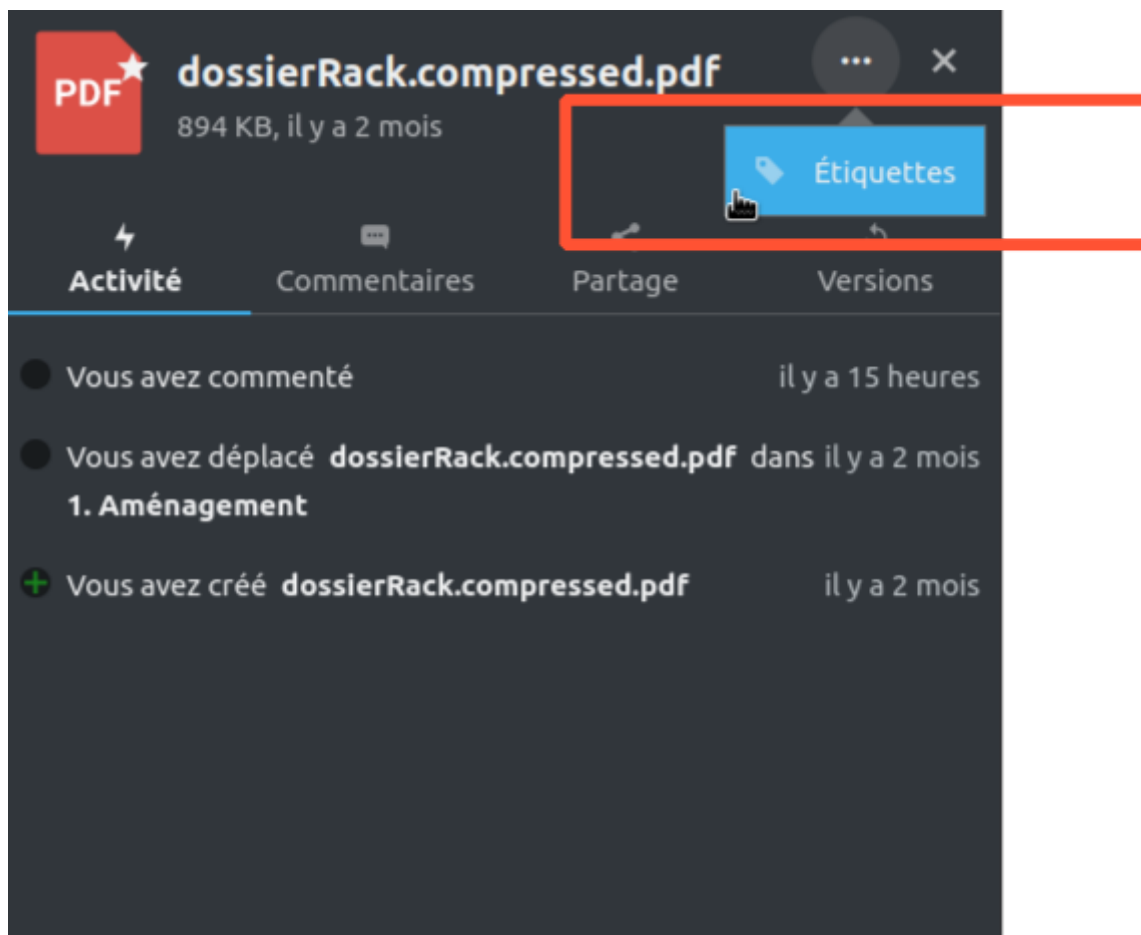 PDF
dossierRack.compressed.pdf
894 KB, il y a 2 mois
Étiquettes
Activité
Commentaires
Partage
Versions
Vous avez commenté
il y a 15 heures
Vous avez déplacé dossierRack.compressed.pdf dans
il y a 2 mois
1. Aménagement
Vous avez créé dossierRack.compressed.pdf
il y a 2 mois